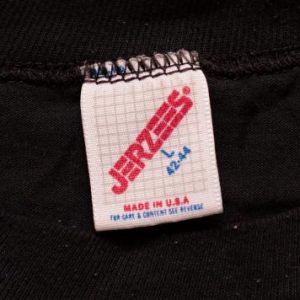 JERZEES
L
42-44
MADE IN U.S.A
FOR CARE & CONTENT SEE REVERSE